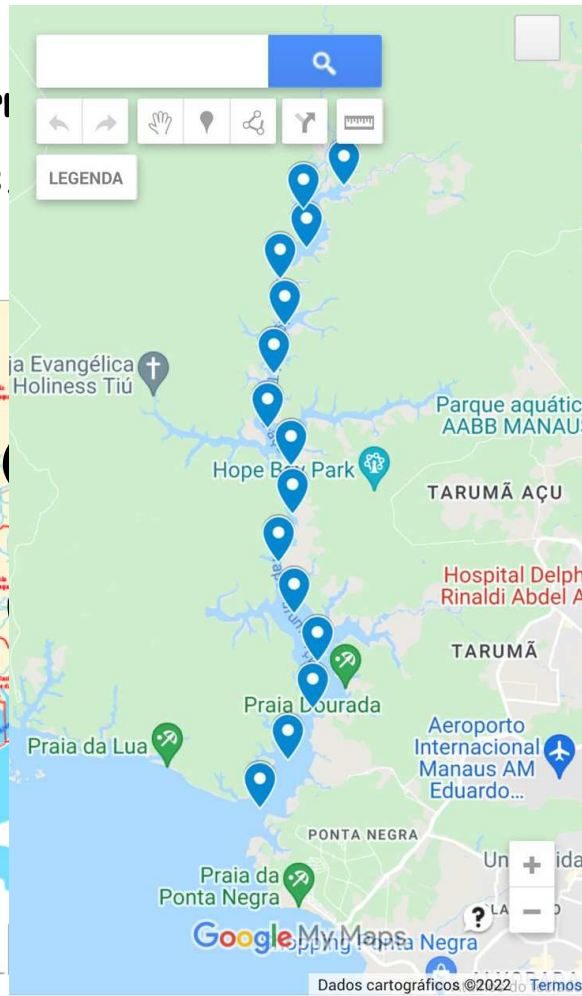 LEGENDA
ja Evangélica
Holiness Tiú
Parque aquátic
AABB MANAUS
Hope Bay Park
TARUMÃ AÇU
Hospital Delph
Rinaldi Abdel A
TARUMÃ
Praia Dourada
Praia da Lua
Aeroporto
Internacional
Manaus AM
Eduardo...
PONTA NEGRA
Praia da
Ponta Negra
Google My Maps
Shopping Ponta Negra
Dados cartográficos ©2022
Termos